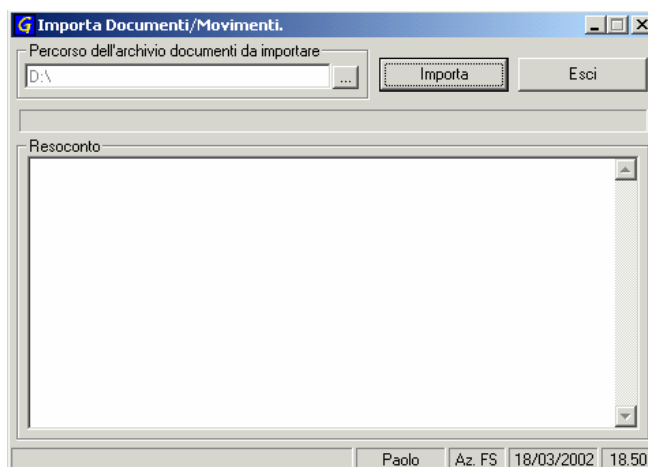 G Importa Documenti/Movimenti.
Percorso dell'archivio documenti da importare
D:\ ... Importa Esci
Resoconto
Paolo Az. FS 18/03/2002 18.50